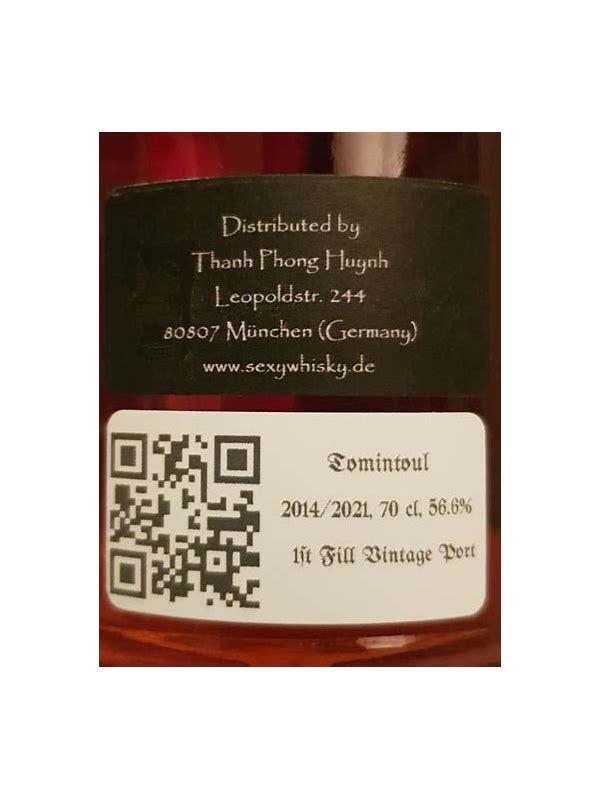 Distributed by
Thanh Phong Huynh
Leopoldstr. 244
80807 München (Germany)
www.sexywhisky.de
Tomintoul
2014/2021, 70 cl, 56.6%
1st Fill Vintage Port